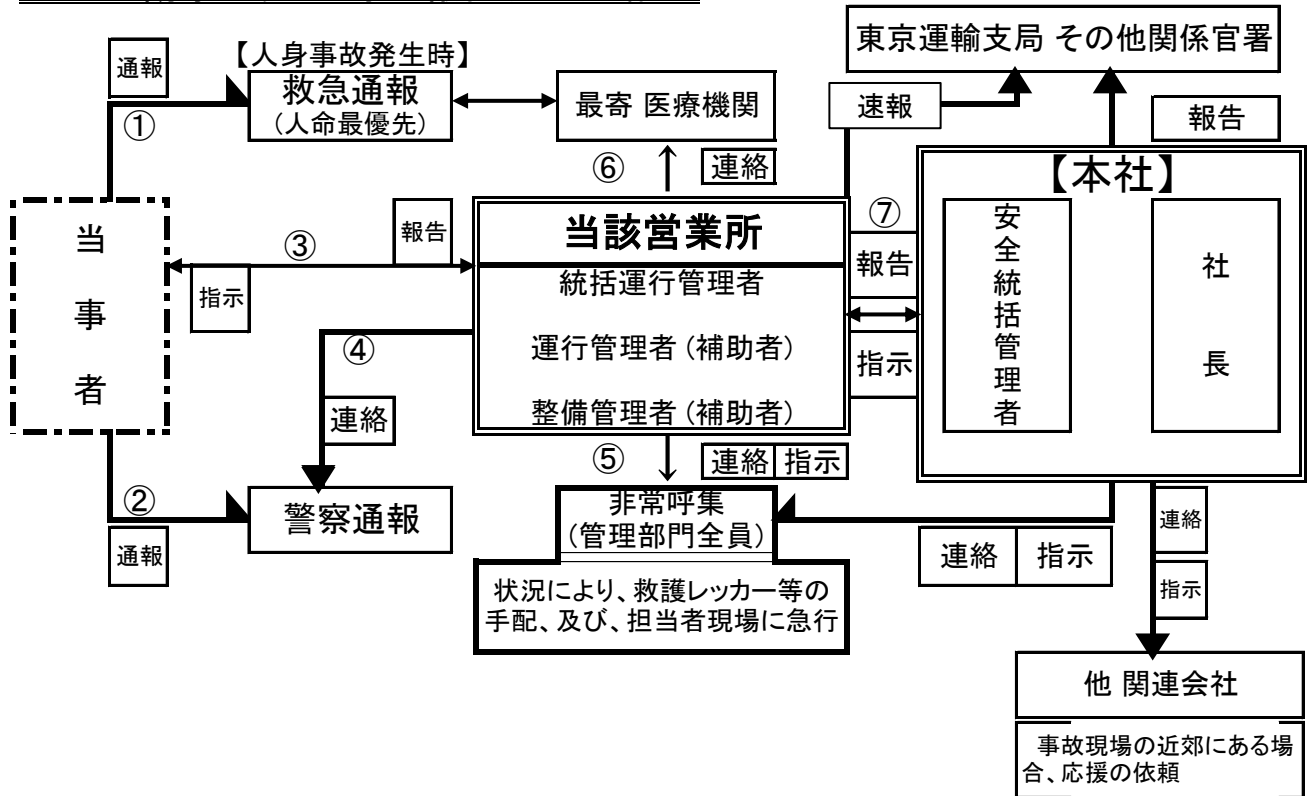 東京運輸支局 その他関係官署
通報
【人身事故発生時】
救急通報
(人命最優先)
最寄 医療機関
速報
報告
①
⑥
連絡
【本社】
安全統括管理者
社長
当事者
③
報告
指示
当該営業所
統括運行管理者
運行管理者 (補助者)
整備管理者 (補助者)
⑦
報告
指示
④
連絡
②
通報
警察通報
⑤
連絡 指示
非常呼集
(管理部門全員)
状況により、救護レッカー等の
手配、及び、担当者現場に急行
連絡 指示
連絡
指示
他 関連会社
事故現場の近郊にある場
合、応援の依頼